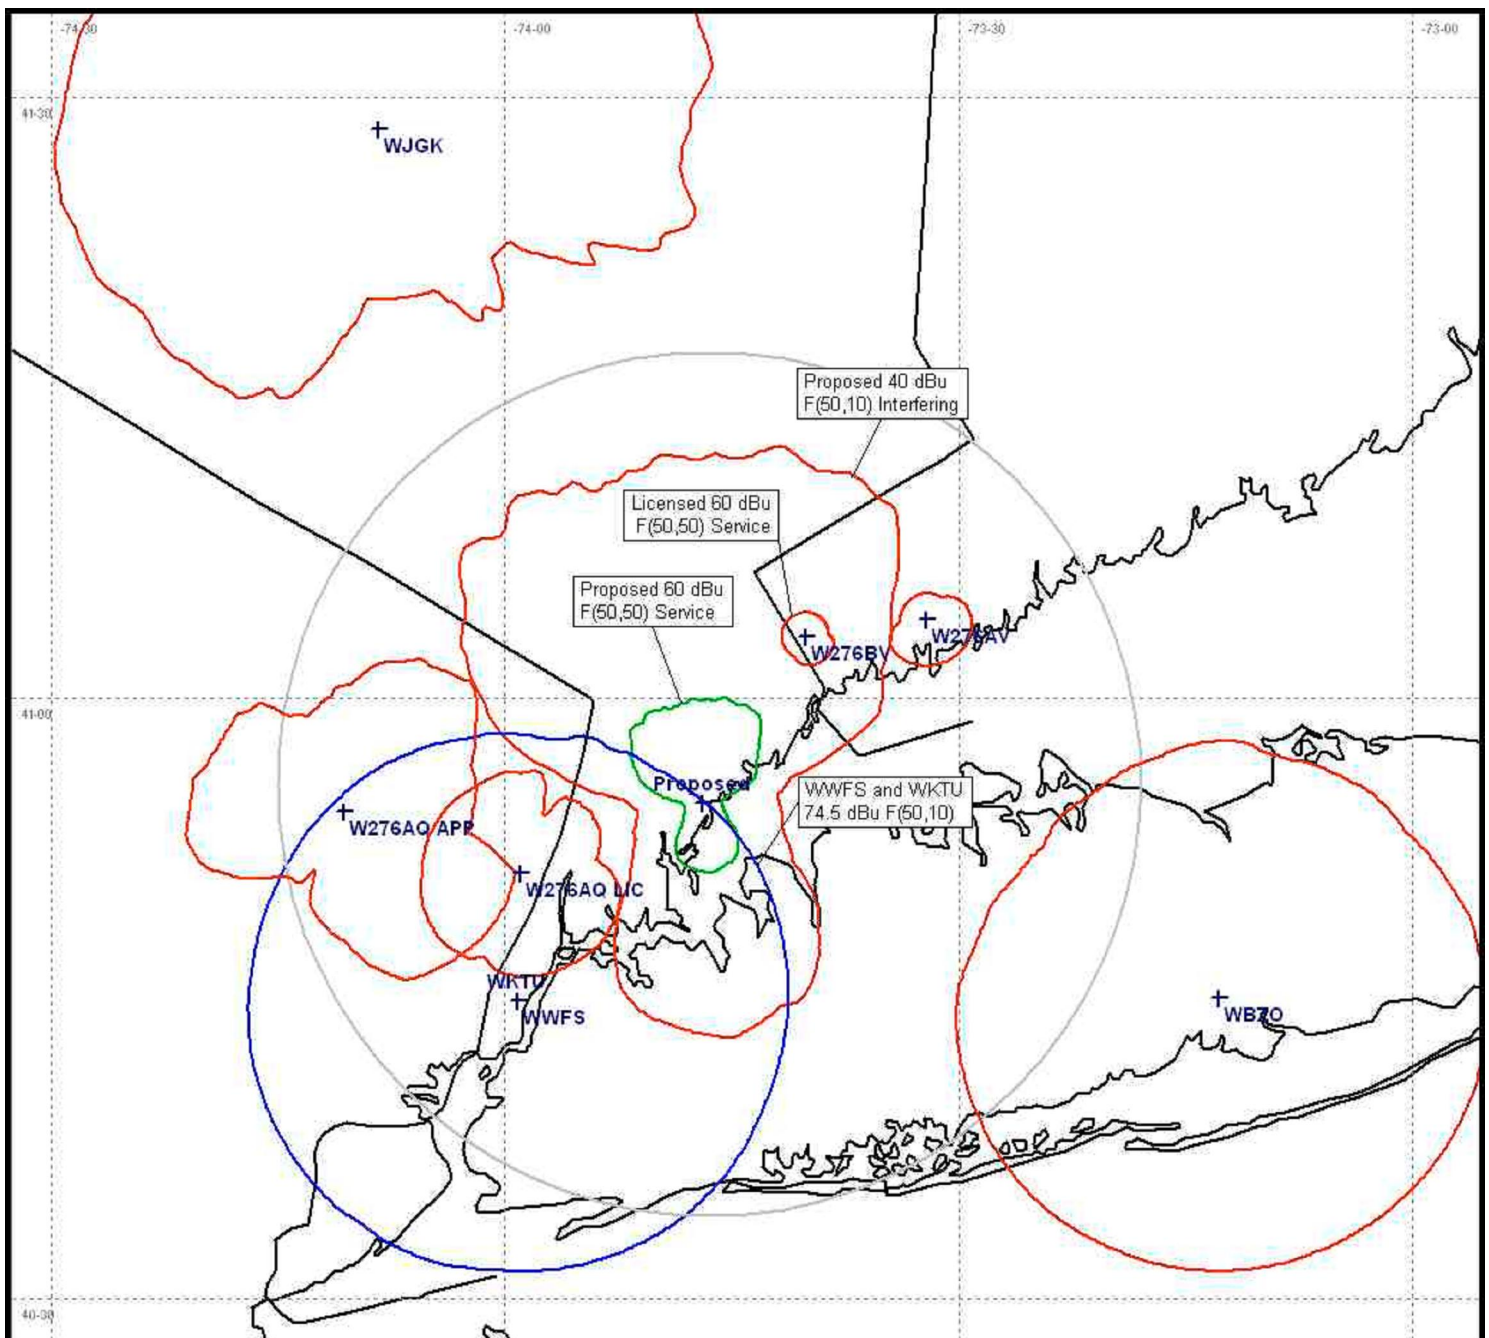 -74-30
-74-00
-73-30
-73-00
41-30
WJGK
Proposed 40 dBu
F(50,10) Interfering
Licensed 60 dBu
F(50,50) Service
Proposed 60 dBu
F(50,50) Service
W276BV
W276AV
41-00
Proposed
WWFS and WKTU
74.5 dBu F(50,10)
W276AQ APP
W276AQ LIC
WKTU
WWFS
WBZO
40-30